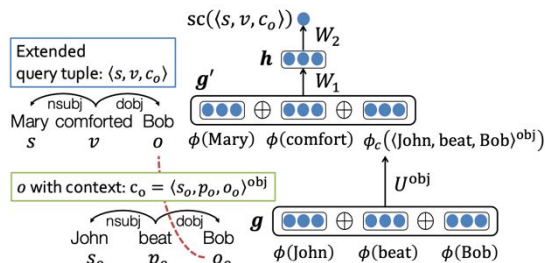 sc(⟨s, v, c_o⟩)
W_2
h
W_1
g′
⊕ ⊕
ϕ(Mary) ϕ(comfort) ϕ_c(⟨John, beat, Bob⟩^obj)
U^obj
g
⊕ ⊕
ϕ(John) ϕ(beat) ϕ(Bob)
Extended
query tuple: ⟨s, v, c_o⟩
nsubj dobj
Mary comforted Bob
s v o
o with context: c_o = ⟨s_o, p_o, o_o⟩^obj
nsubj dobj
John beat Bob
s_o p_o o_o